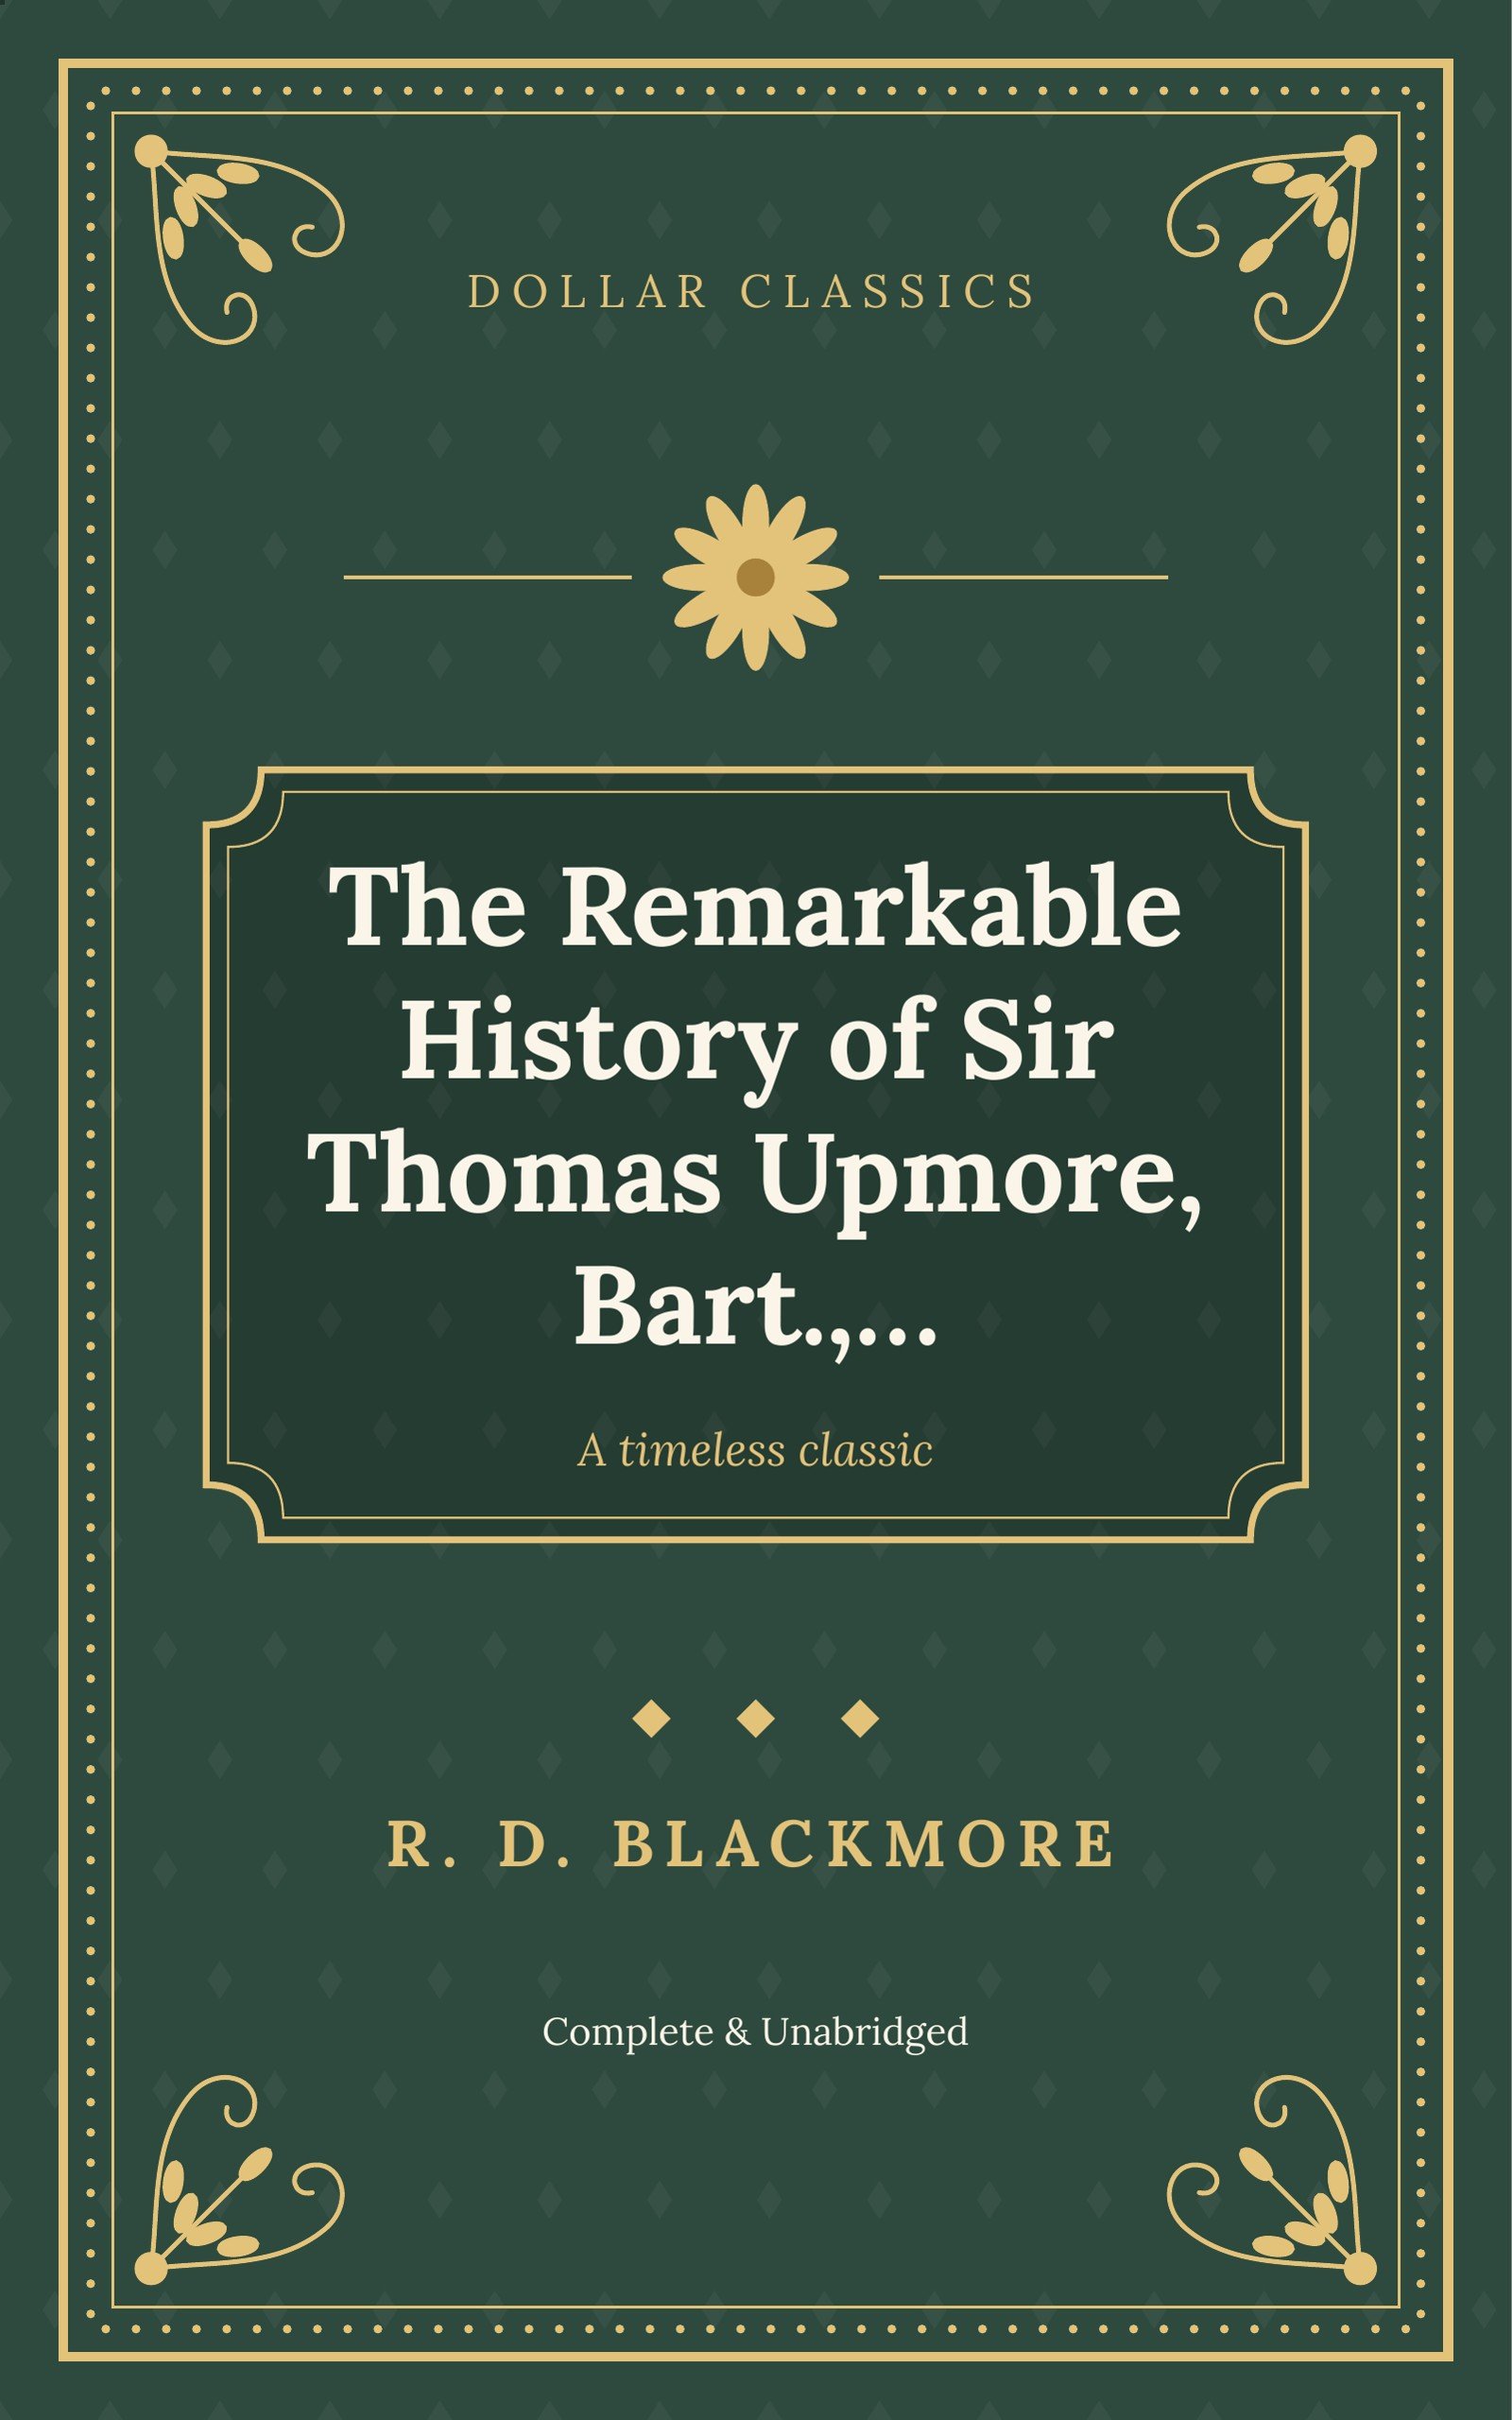 DOLLAR CLASSICS
The Remarkable
History of Sir
Thomas Upmore,
Bart.,...
A timeless classic
R. D. BLACKMORE
Complete & Unabridged